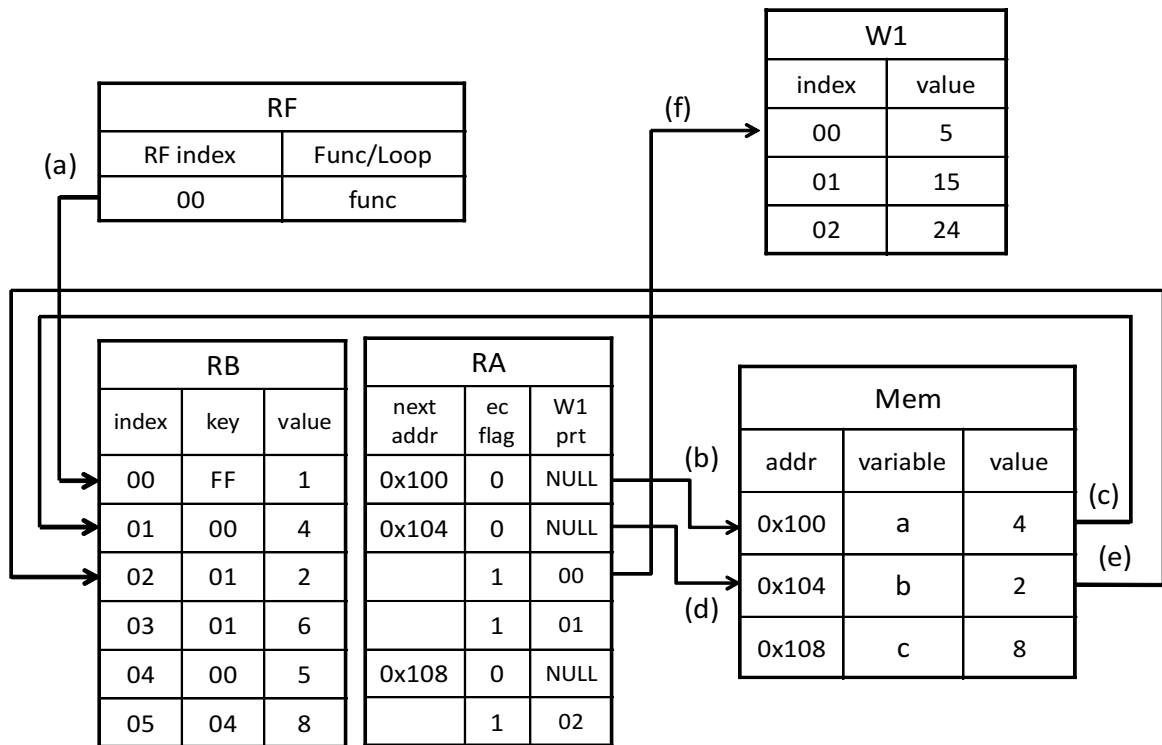 W1
index value
00 5
01 15
02 24
(f)
RF
RF index Func/Loop
00 func
(a)
RB
index key value
00 FF 1
01 00 4
02 01 2
03 01 6
04 00 5
05 04 8
RA
next addr ec flag W1 prt
0x100 0 NULL
0x104 0 NULL
1 00
1 01
0x108 0 NULL
1 02
(b)
(d)
Mem
addr variable value
0x100 a 4
0x104 b 2
0x108 c 8
(c)
(e)